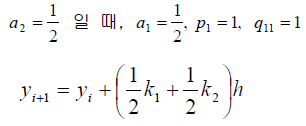 a₂ = 1/2 일 때, a₁ = 1/2, p₁ = 1, q₁₁ = 1
yᵢ₊₁ = yᵢ + (1/2 k₁ + 1/2 k₂)h